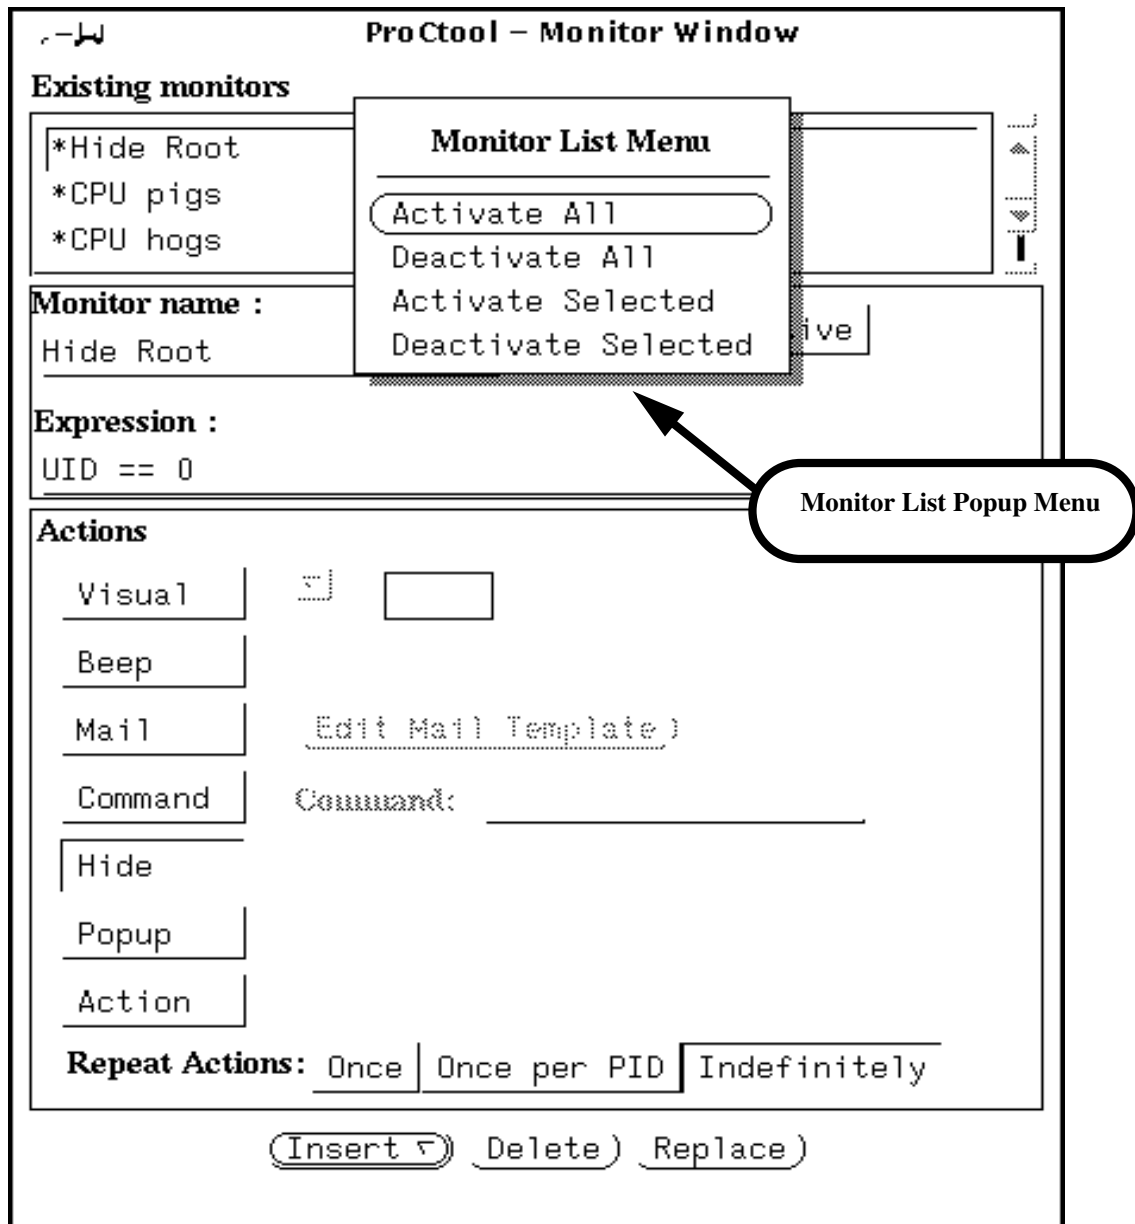 ProCtool – Monitor Window
Existing monitors
*Hide Root
*CPU pigs
*CPU hogs
Monitor List Menu
Activate All
Deactivate All
Activate Selected
Deactivate Selected
Monitor name :
Hide Root
ive
Expression :
UID == 0
Monitor List Popup Menu
Actions
Visual
Beep
Mail Edit Mail Template
Command Command:
Hide
Popup
Action
Repeat Actions: Once Once per PID Indefinitely
Insert Delete Replace